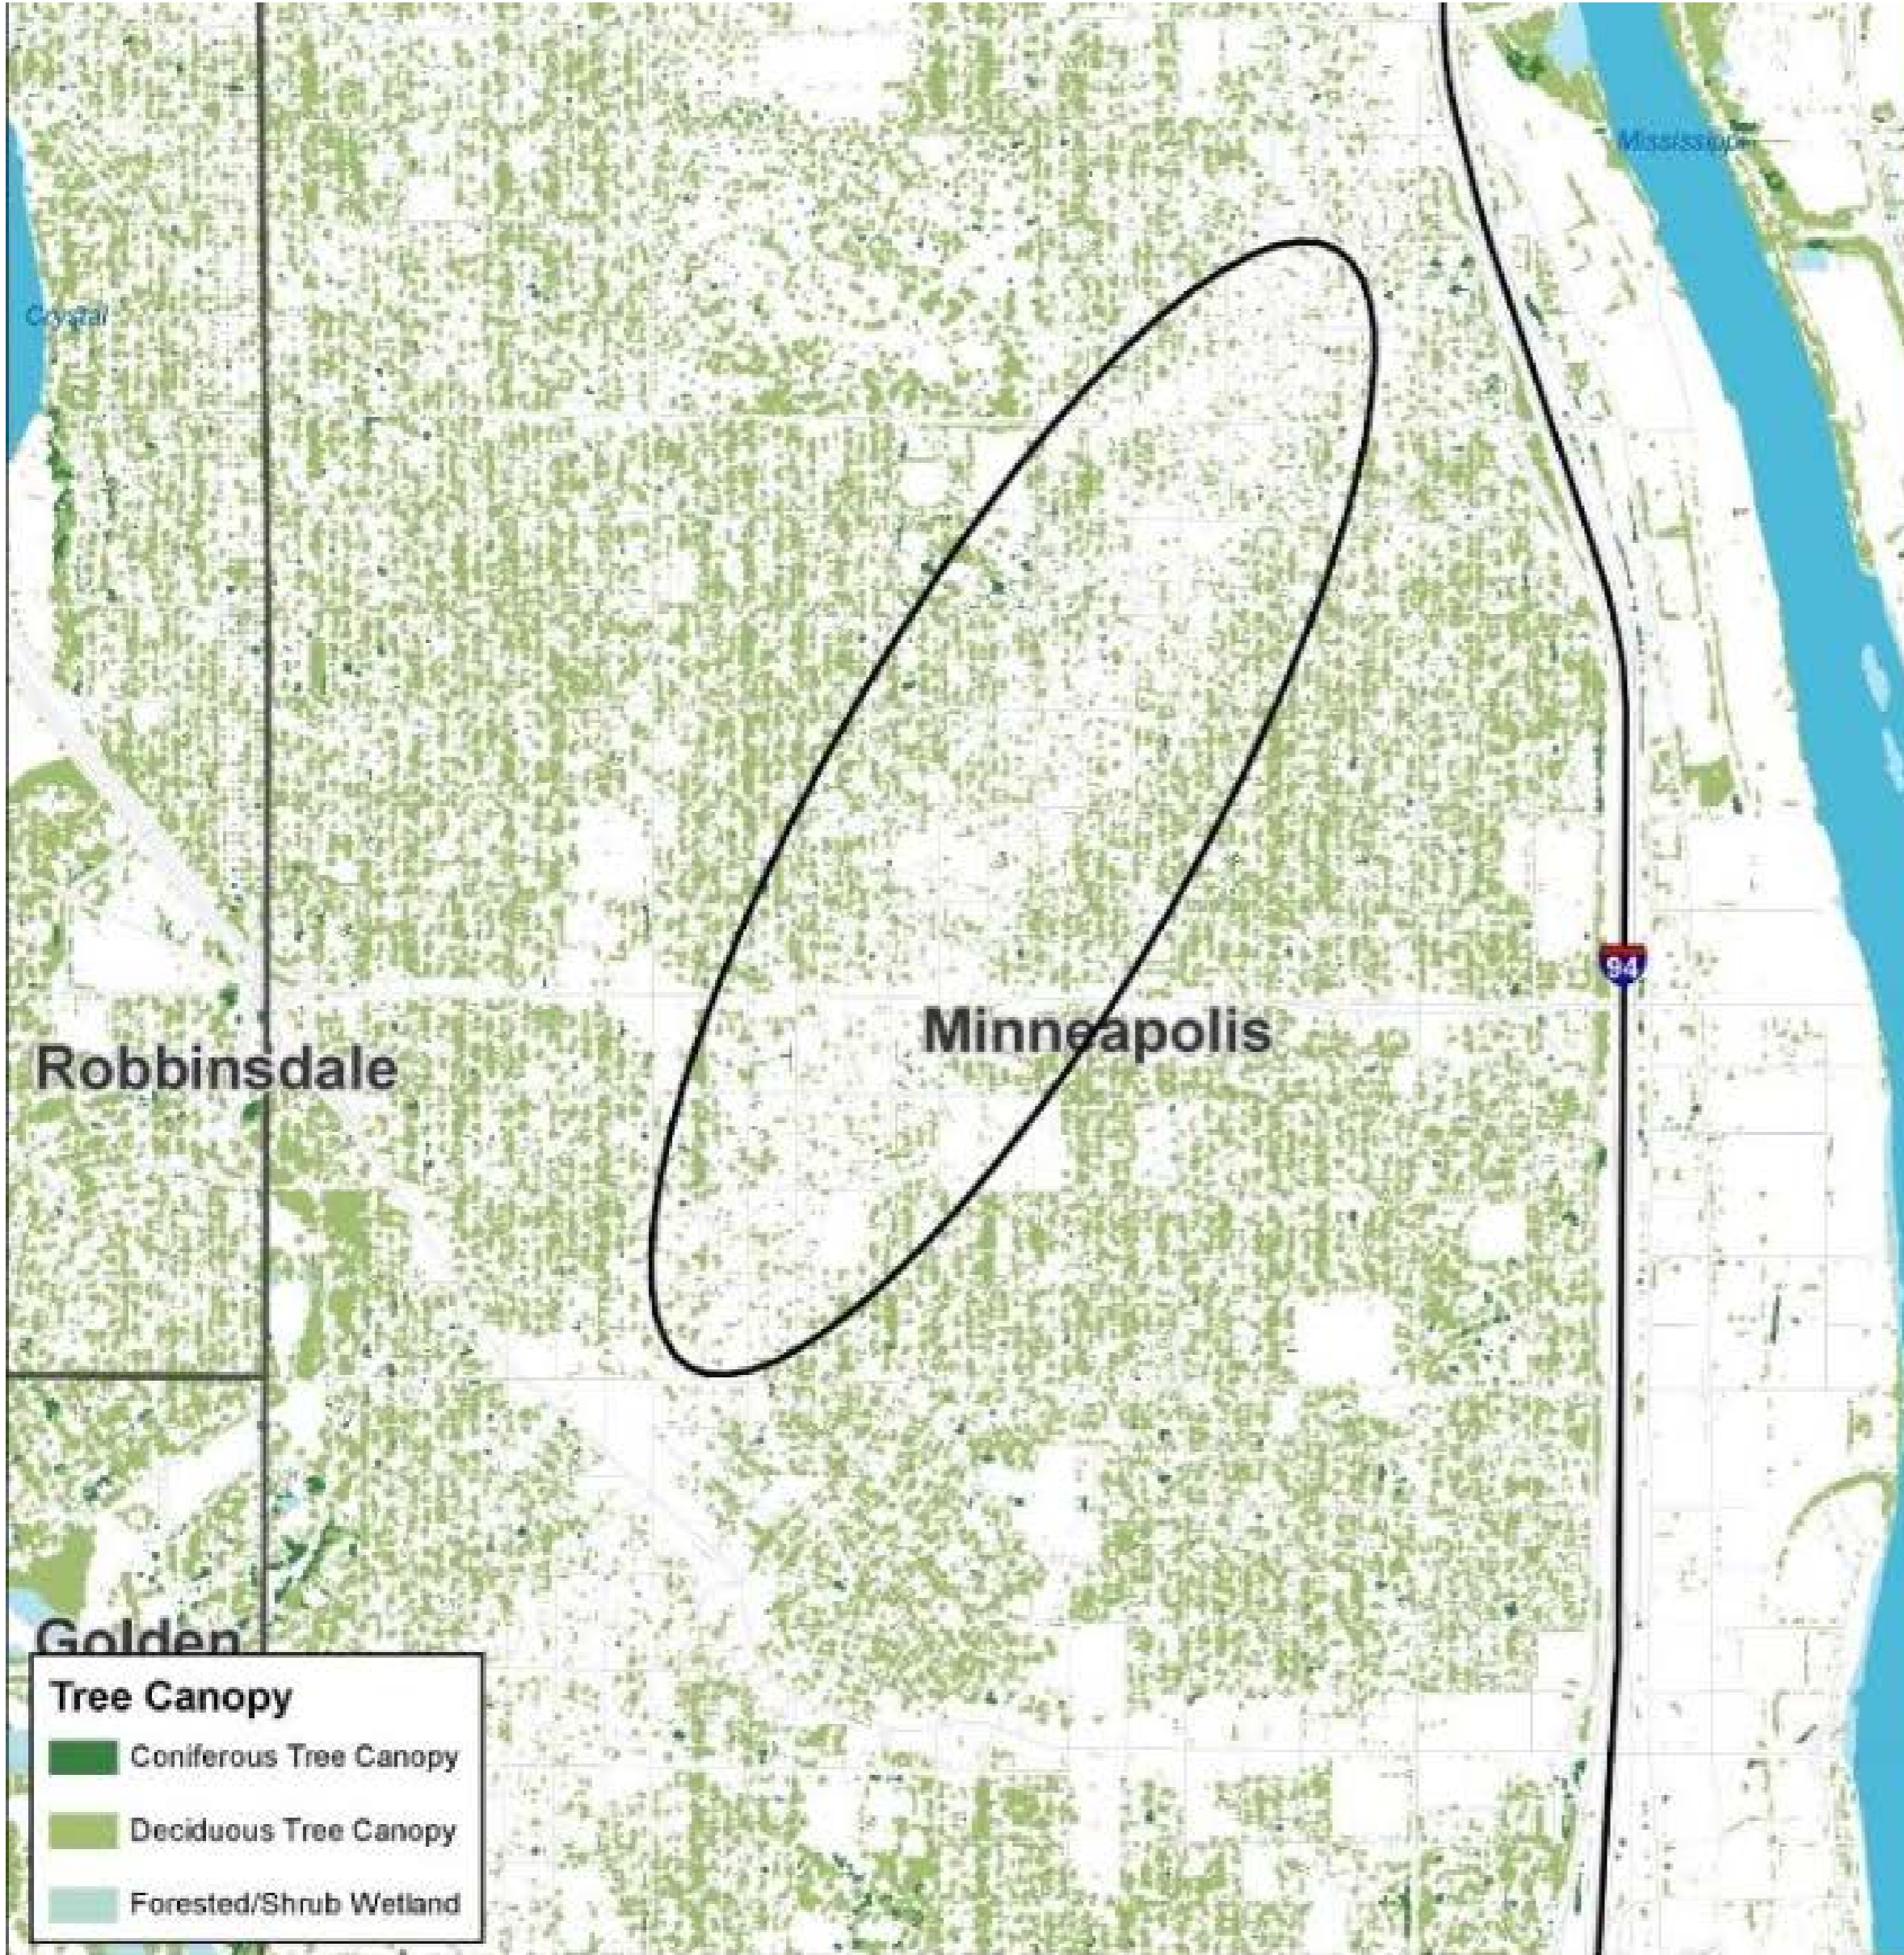 Mississippi
Crystal
94
Minneapolis
Robbinsdale
Golden
Tree Canopy
Coniferous Tree Canopy
Deciduous Tree Canopy
Forested/Shrub Wetland